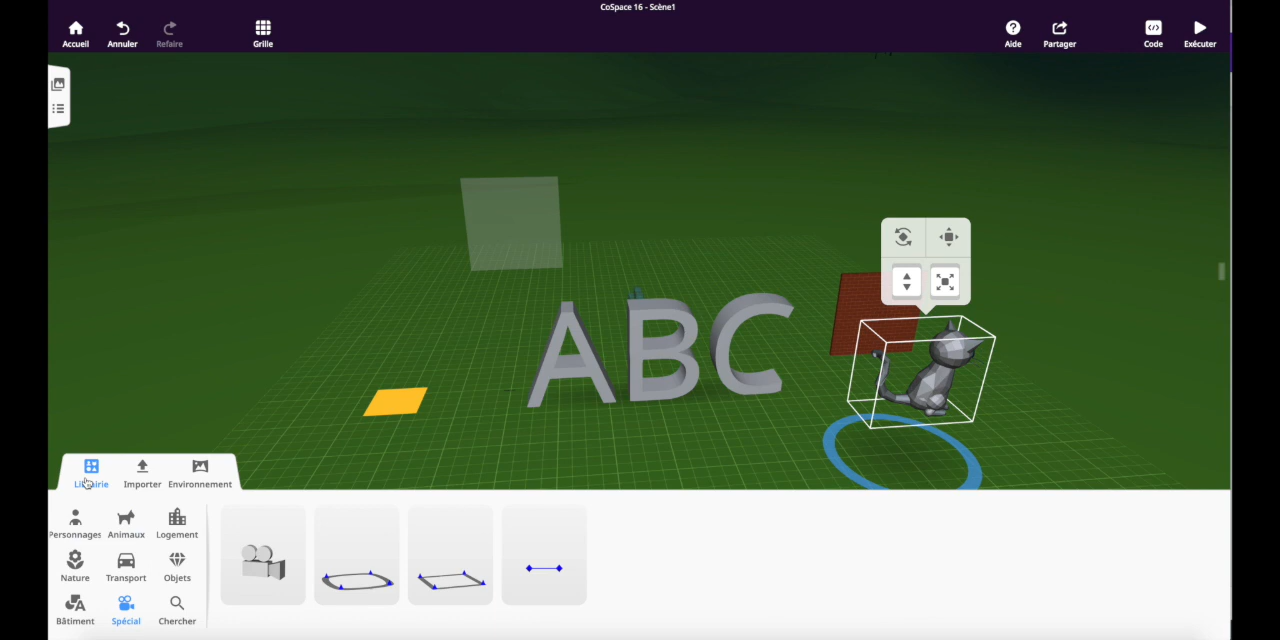 CoSpace 16 - Scène1
Accueil Annuler Refaire Grille Aide Partager Code Exécuter
ABC
Librairie Importer Environnement
Personnages Animaux Logement
Nature Transport Objets
Bâtiment Spécial Chercher